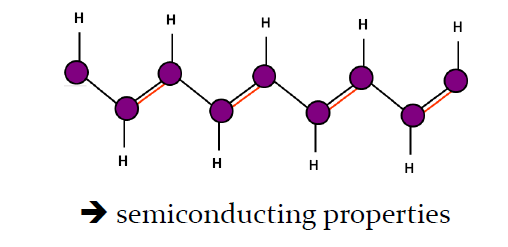 H H H H H
H H H H
➔ semiconducting properties